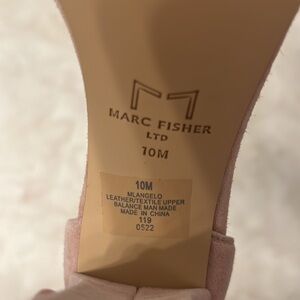 MARC FISHER
LTD
10M
10M
MLANGELO
LEATHER/TEXTILE UPPER
BALANCE MAN MADE
MADE IN CHINA
119
0522